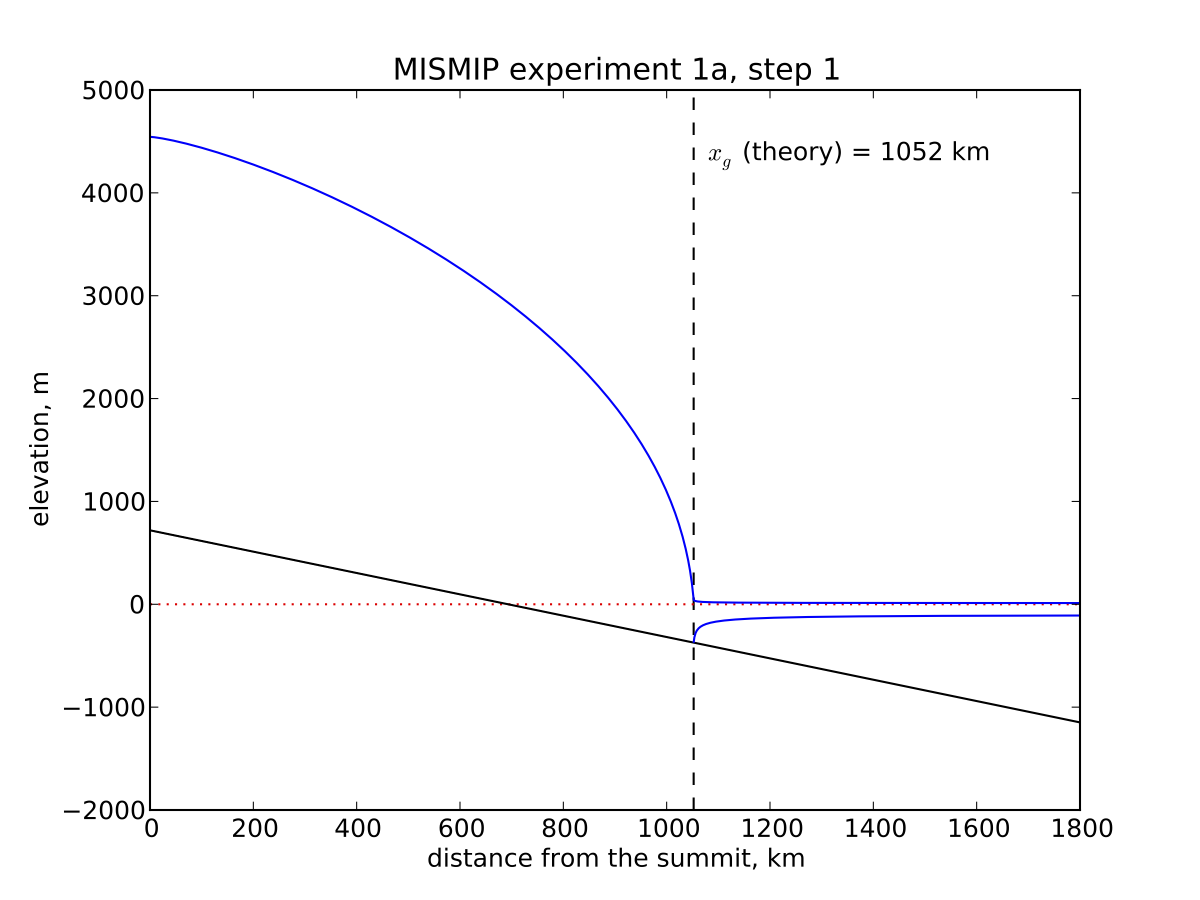 MISMIP experiment 1a, step 1
5000
4000
3000
2000
1000
0
−1000
−2000
elevation, m
x_g (theory) = 1052 km
0 200 400 600 800 1000 1200 1400 1600 1800
distance from the summit, km